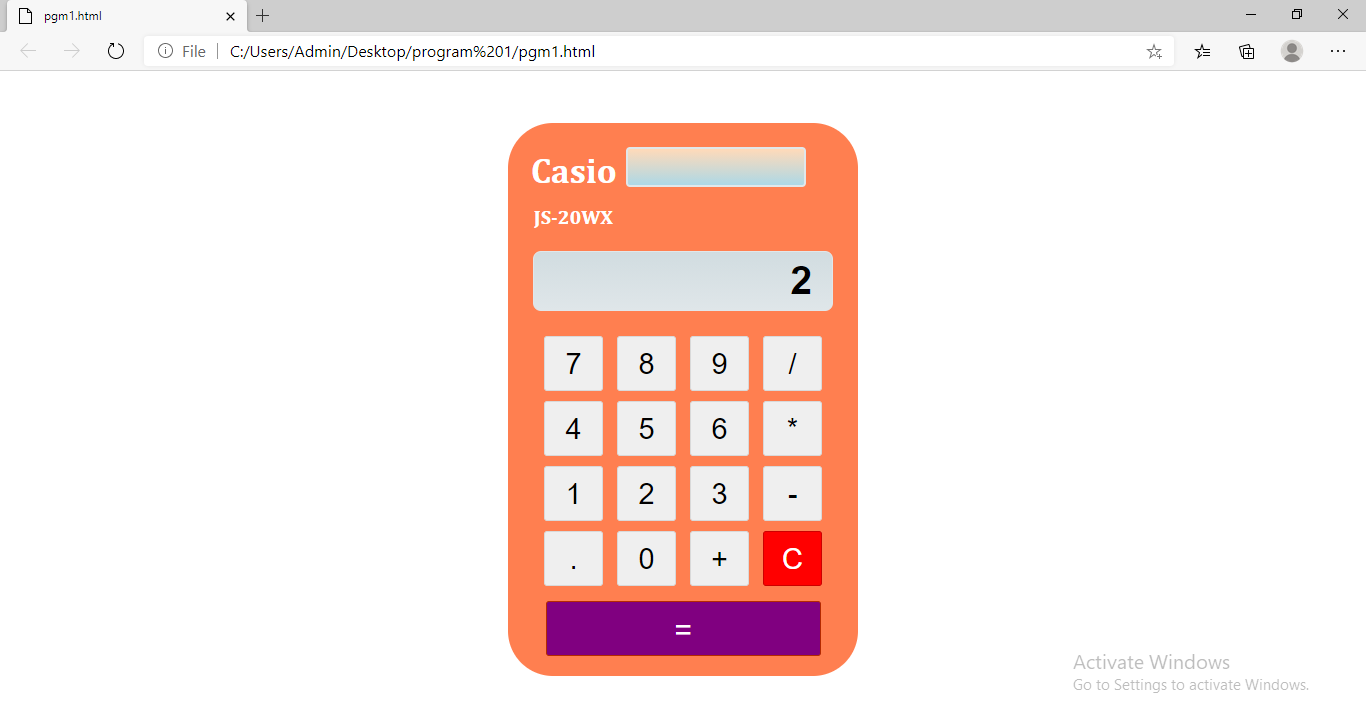 pgm1.html
File
C:/Users/Admin/Desktop/program%201/pgm1.html
Casio
JS-20WX
2
7 8 9 /
4 5 6 *
1 2 3 -
. 0 + C
=
Activate Windows
Go to Settings to activate Windows.